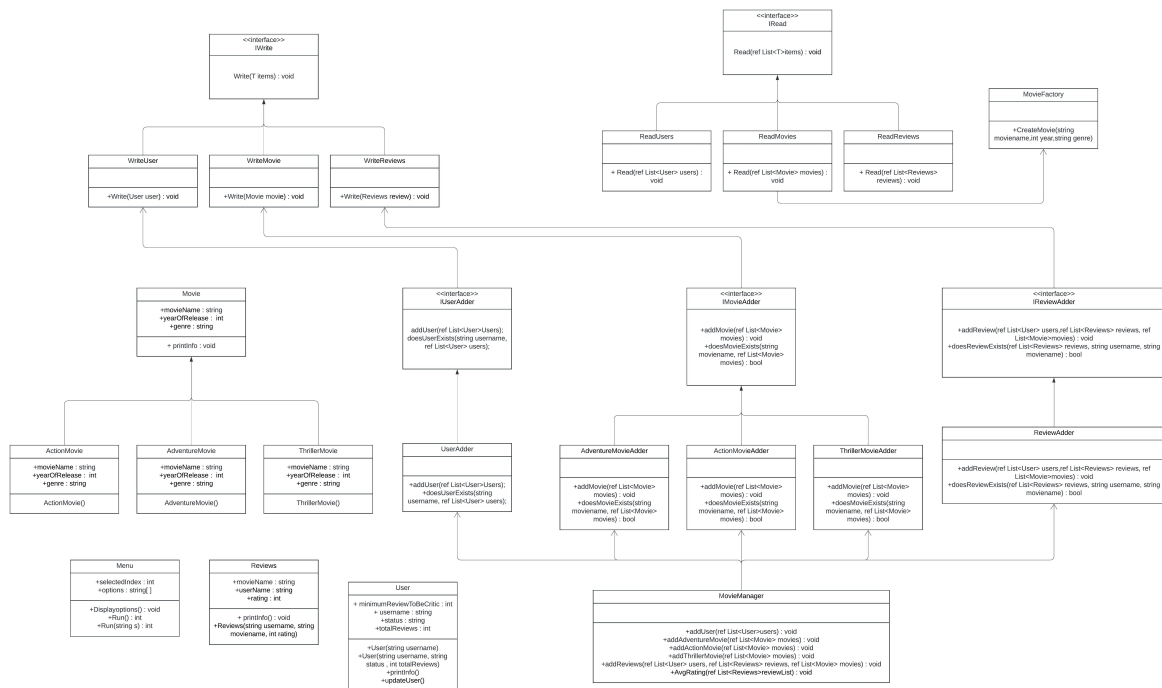 <<interface>>
IWrite
Write(T items) : void
<<interface>>
IRead
Read(ref List<T>items) : void
MovieFactory
+CreateMovie(string
moviename,int year,string genre)
WriteUser
+Write(User user) : void
WriteMovie
+Write(Movie movie) : void
WriteReviews
+Write(Reviews review) : void
ReadUsers
+ Read(ref List<User> users) :
void
ReadMovies
+ Read(ref List<Movie> movies) :
void
ReadReviews
+ Read(ref List<Reviews>
reviews) : void
Movie
+movieName : string
+yearOfRelease : int
+genre : string
+ printInfo : void
<<interface>>
IUserAdder
addUser(ref List<User>Users);
doesUserExists(string username,
ref List<User> users);
<<interface>>
IMovieAdder
+addMovie(ref List<Movie>
movies) : void
+doesMovieExists(string
moviename, ref List<Movie>
movies) : bool
<<interface>>
IReviewAdder
+addReview(ref List<User> users,ref List<Reviews> reviews, ref
List<Movie>movies) : void
+doesReviewExists(ref List<Reviews> reviews, string username, string
moviename) : bool
ActionMovie
+movieName : string
+yearOfRelease : int
+genre : string
ActionMovie()
AdventureMovie
+movieName : string
+yearOfRelease : int
+genre : string
AdventureMovie()
ThrillerMovie
+movieName : string
+yearOfRelease : int
+genre : string
ThrillerMovie()
UserAdder
+addUser(ref List<User>Users);
+doesUserExists(string
username, ref List<User> users);
AdventureMovieAdder
+addMovie(ref List<Movie>
movies) : void
+doesMovieExists(string
moviename, ref List<Movie>
movies) : bool
ActionMovieAdder
+addMovie(ref List<Movie>
movies) : void
+doesMovieExists(string
moviename, ref List<Movie>
movies) : bool
ThrillerMovieAdder
+addMovie(ref List<Movie>
movies) : void
+doesMovieExists(string
moviename, ref List<Movie>
movies) : bool
ReviewAdder
+addReview(ref List<User> users,ref List<Reviews> reviews, ref
List<Movie>movies) : void
+doesReviewExists(ref List<Reviews> reviews, string username, string
moviename) : bool
Menu
+selectedIndex : int
+options : string[ ]
+Displayoptions() : void
+Run() : int
+Run(string s) : int
Reviews
+movieName : string
+userName : string
+rating : int
+ printInfo() : void
+Reviews(string username, string
moviename, int rating)
User
+ minimumReviewToBeCritic : int
+ username : string
+status : string
+totalReviews : int
+User(string username)
+User(string username, string
status , int totalReviews)
+printInfo()
+updateUser()
MovieManager
+addUser(ref List<User>users) : void
+addAdventureMovie(ref List<Movie> movies) : void
+addActionMovie(ref List<Movie> movies) : void
+addThrillerMovie(ref List<Movie> movies) : void
+addReviews(ref List<User> users, ref List<Reviews> reviews, ref List<Movie> movies) : void
+AvgRating(ref List<Reviews>reviewList) : void